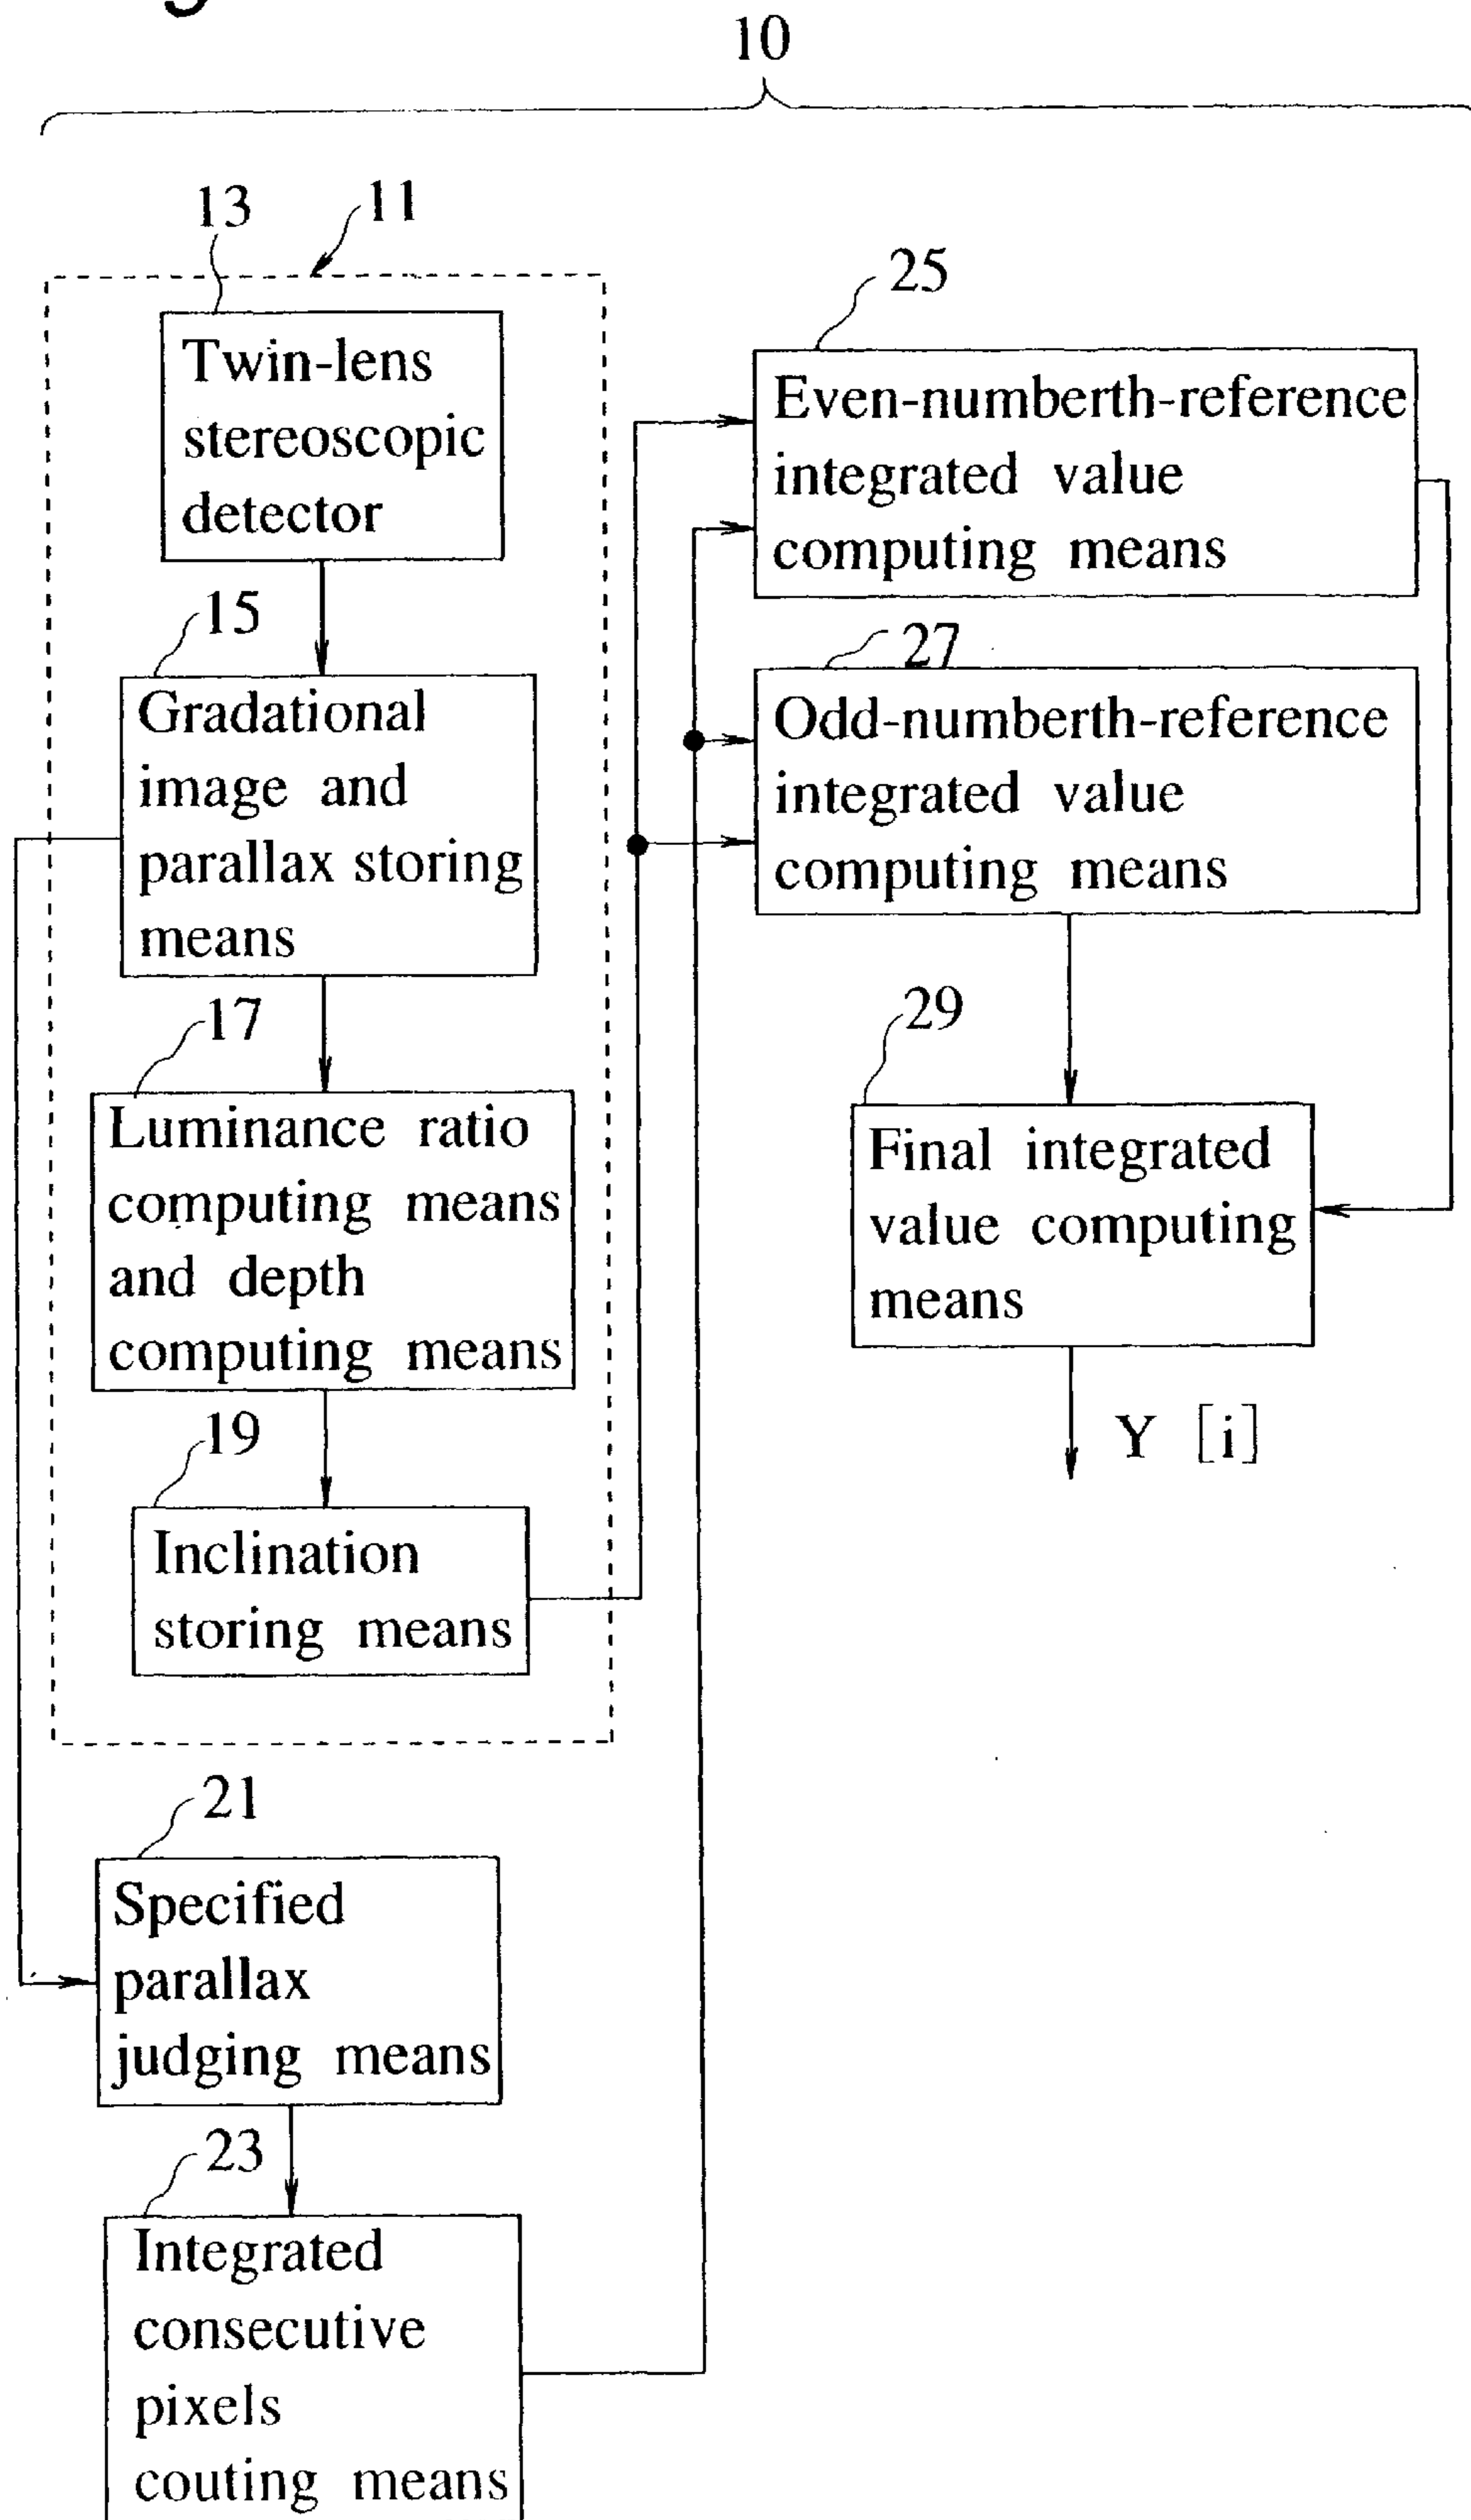 10
13
11
Twin-lens
stereoscopic
detector
15
Gradational
image and
parallax storing
means
17
Luminance ratio
computing means
and depth
computing means
19
Inclination
storing means
21
Specified
parallax
judging means
23
Integrated
consecutive
pixels
couting means
25
Even-numberth-reference
integrated value
computing means
27
Odd-numberth-reference
integrated value
computing means
29
Final integrated
value computing
means
Y [i]